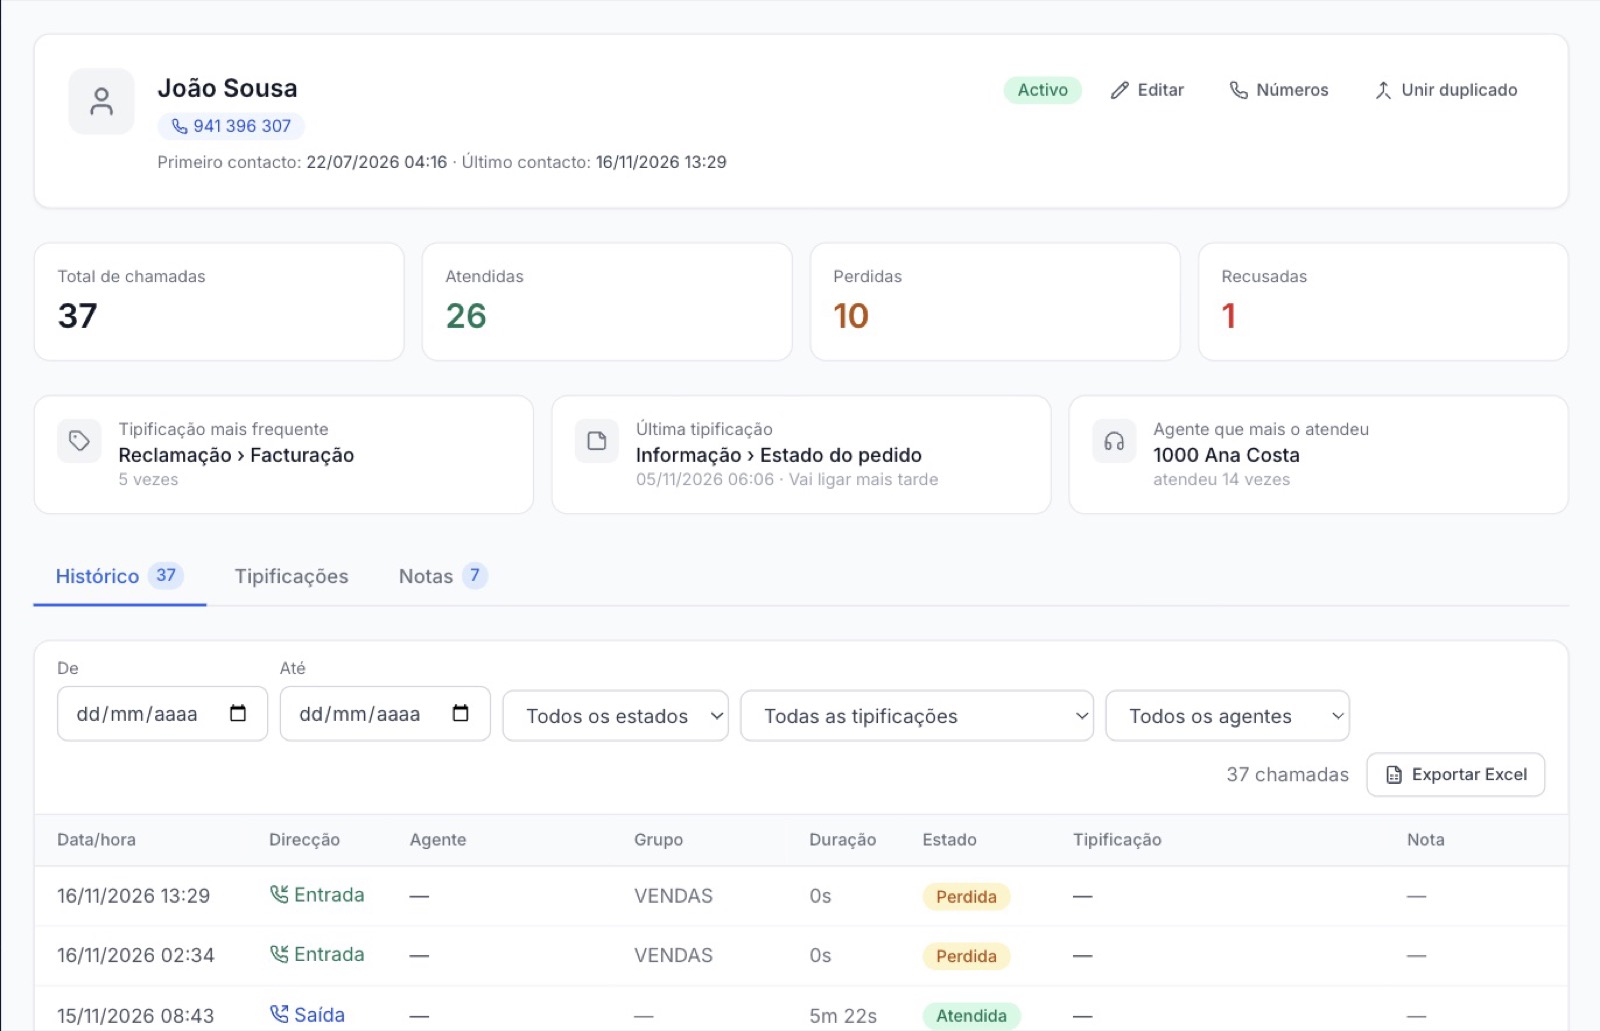 João Sousa
Activo
Editar
Números
Unir duplicado
941 396 307
Primeiro contacto: 22/07/2026 04:16 · Último contacto: 16/11/2026 13:29
Total de chamadas
37
Atendidas
26
Perdidas
10
Recusadas
1
Tipificação mais frequente
Reclamação › Facturação
5 vezes
Última tipificação
Informação › Estado do pedido
05/11/2026 06:06 · Vai ligar mais tarde
Agente que mais o atendeu
1000 Ana Costa
atendeu 14 vezes
Histórico 37
Tipificações
Notas 7
De
Até
dd/mm/aaaa
dd/mm/aaaa
Todos os estados
Todas as tipificações
Todos os agentes
37 chamadas
Exportar Excel
Data/hora Direcção Agente Grupo Duração Estado Tipificação Nota
16/11/2026 13:29 Entrada — VENDAS 0s Perdida — —
16/11/2026 02:34 Entrada — VENDAS 0s Perdida — —
15/11/2026 08:43 Saída — — 5m 22s Atendida — —